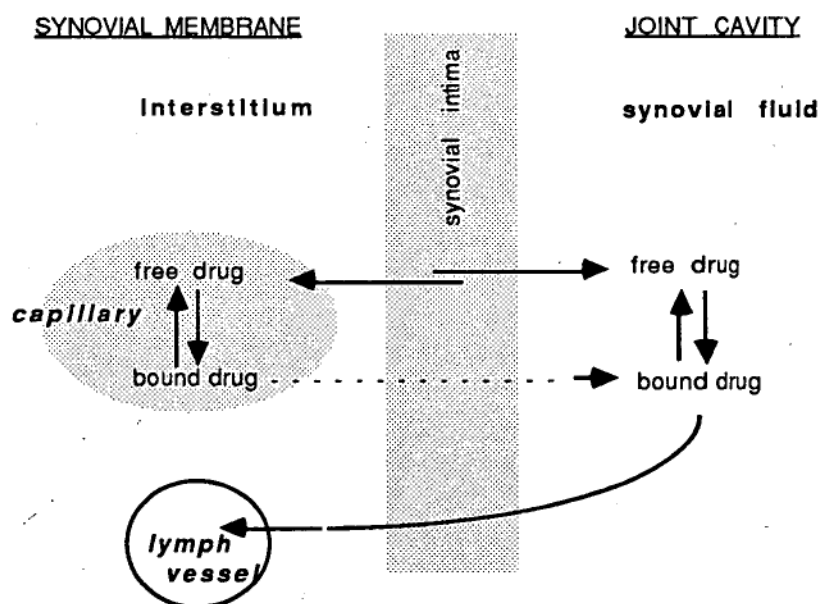 SYNOVIAL MEMBRANE
JOINT CAVITY
Interstitium
synovial intima
synovial fluid
free drug
free drug
capillary
bound drug
bound drug
lymph
vessel